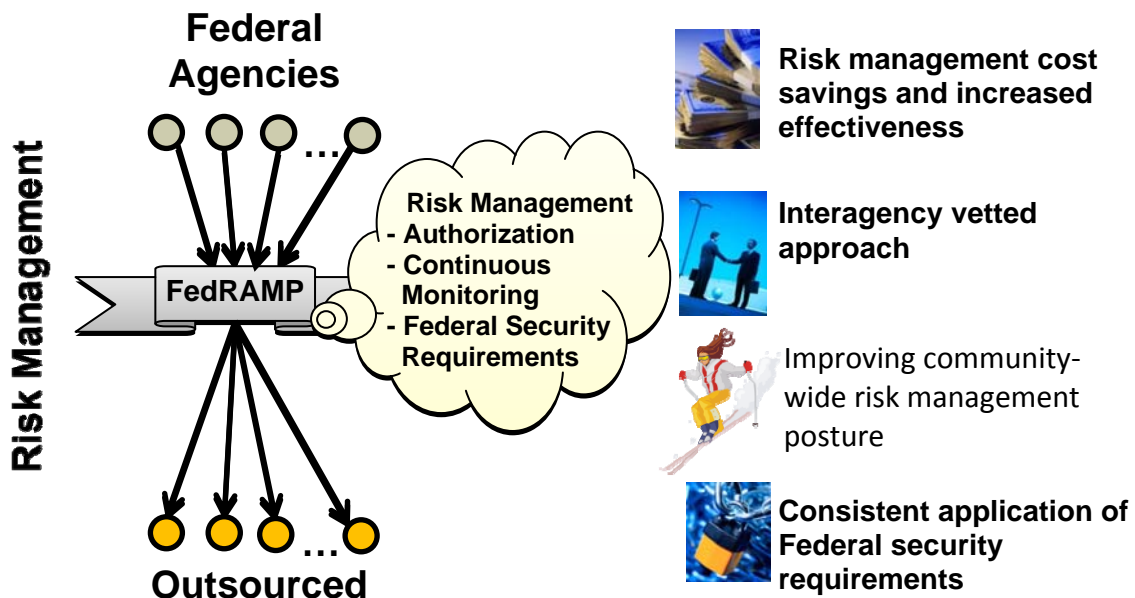 Federal
Agencies
Risk Management
...
FedRAMP
Risk Management
- Authorization
- Continuous
Monitoring
- Federal Security
Requirements
...
Outsourced
Risk management cost
savings and increased
effectiveness
Interagency vetted
approach
Improving community-
wide risk management
posture
Consistent application of
Federal security
requirements